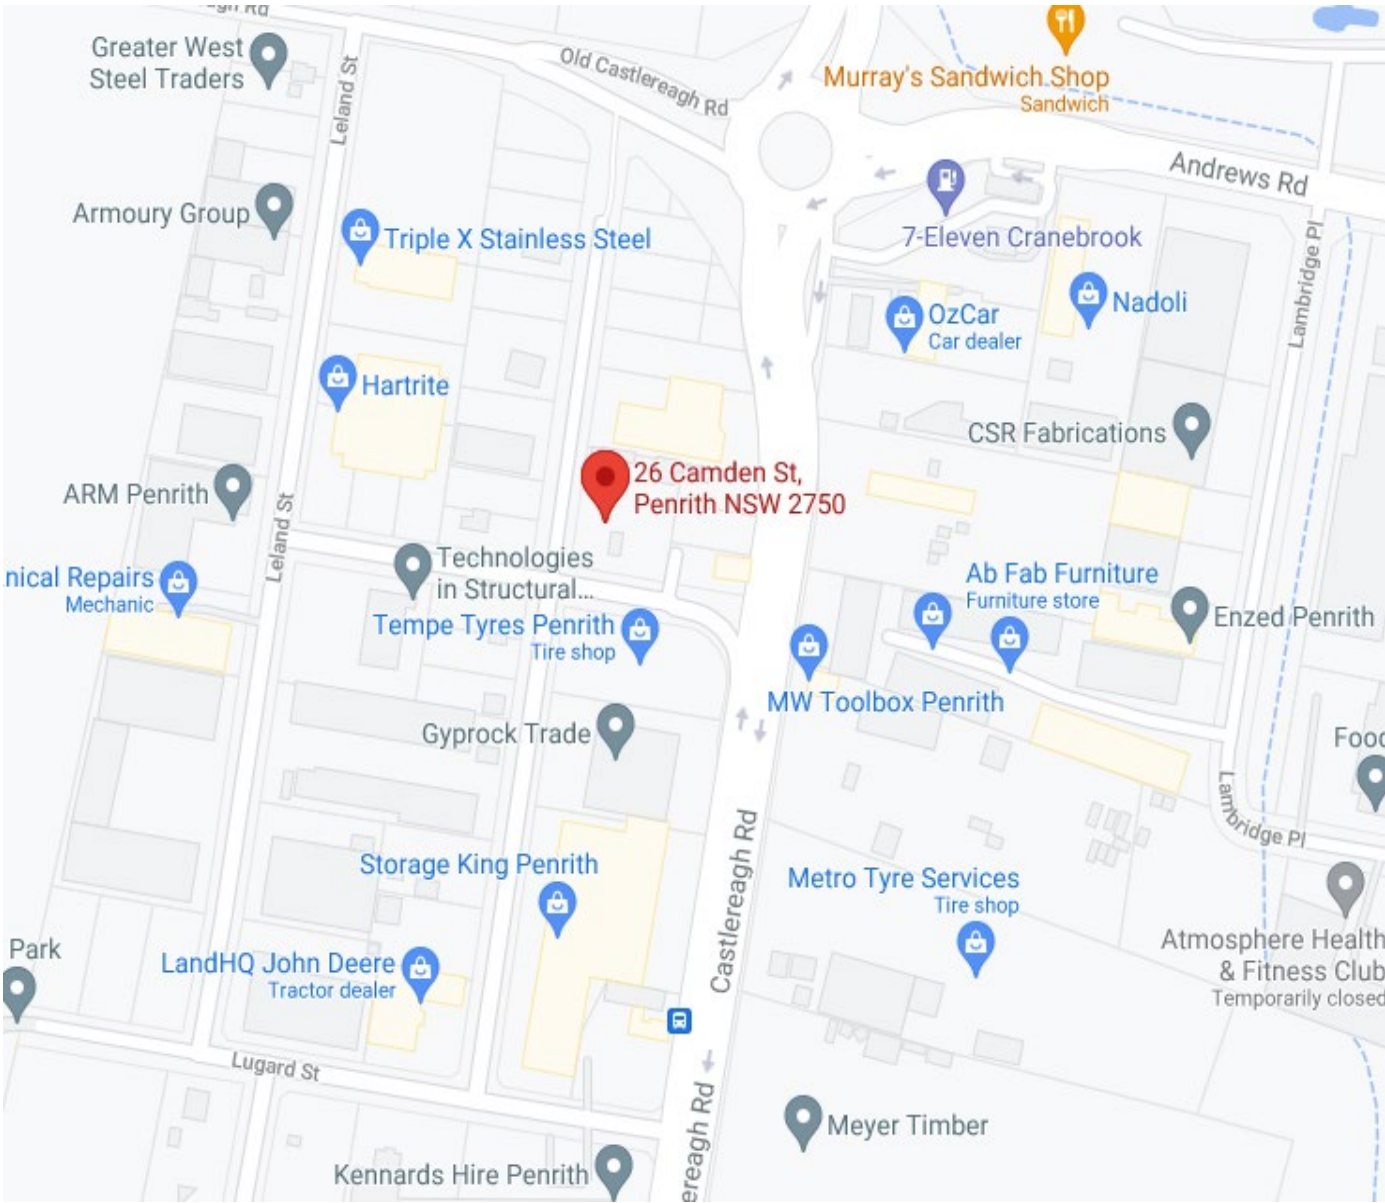 ugh Rd
Greater West
Steel Traders
Leland St
Old Castlereagh Rd
Murray's Sandwich Shop
Sandwich
Andrews Rd
Armoury Group
Triple X Stainless Steel
7-Eleven Cranebrook
Lambridge Pl
OzCar
Car dealer
Nadoli
Hartrite
CSR Fabrications
ARM Penrith
26 Camden St,
Penrith NSW 2750
Leland St
Technologies
in Structural...
nical Repairs
Mechanic
Ab Fab Furniture
Furniture store
Enzed Penrith
Tempe Tyres Penrith
Tire shop
MW Toolbox Penrith
Gyprock Trade
Food
Lambridge Pl
Castlereagh Rd
Storage King Penrith
Metro Tyre Services
Tire shop
Park
LandHQ John Deere
Tractor dealer
Atmosphere Health
& Fitness Club
Temporarily closed
Lugard St
ereagh Rd
Meyer Timber
Kennards Hire Penrith